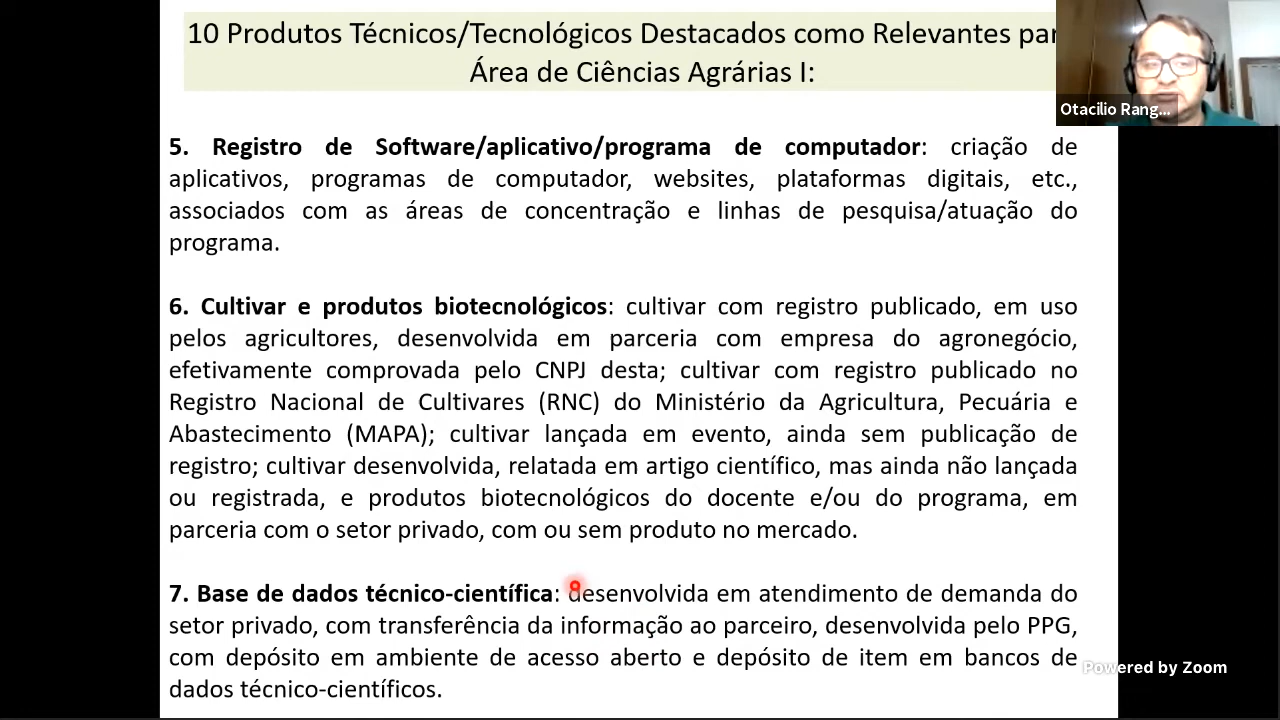 10 Produtos Técnicos/Tecnológicos Destacados como Relevantes par
Área de Ciências Agrárias I:
Otacilio Rang...
5. Registro de Software/aplicativo/programa de computador: criação de
aplicativos, programas de computador, websites, plataformas digitais, etc.,
associados com as áreas de concentração e linhas de pesquisa/atuação do
programa.
6. Cultivar e produtos biotecnológicos: cultivar com registro publicado, em uso
pelos agricultores, desenvolvida em parceria com empresa do agronegócio,
efetivamente comprovada pelo CNPJ desta; cultivar com registro publicado no
Registro Nacional de Cultivares (RNC) do Ministério da Agricultura, Pecuária e
Abastecimento (MAPA); cultivar lançada em evento, ainda sem publicação de
registro; cultivar desenvolvida, relatada em artigo científico, mas ainda não lançada
ou registrada, e produtos biotecnológicos do docente e/ou do programa, em
parceria com o setor privado, com ou sem produto no mercado.
7. Base de dados técnico-científica: desenvolvida em atendimento de demanda do
setor privado, com transferência da informação ao parceiro, desenvolvida pelo PPG,
com depósito em ambiente de acesso aberto e depósito de item em bancos de
dados técnico-científicos.
Powered by Zoom